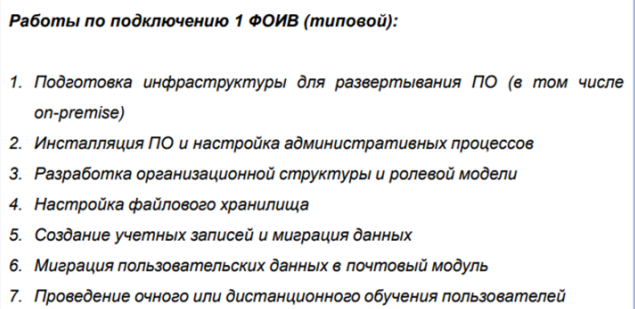 Работы по подключению 1 ФОИВ (типовой):
1. Подготовка инфраструктуры для развертывания ПО (в том числе
on-premise)
2. Инсталляция ПО и настройка административных процессов
3. Разработка организационной структуры и ролевой модели
4. Настройка файлового хранилища
5. Создание учетных записей и миграция данных
6. Миграция пользовательских данных в почтовый модуль
7. Проведение очного или дистанционного обучения пользователей